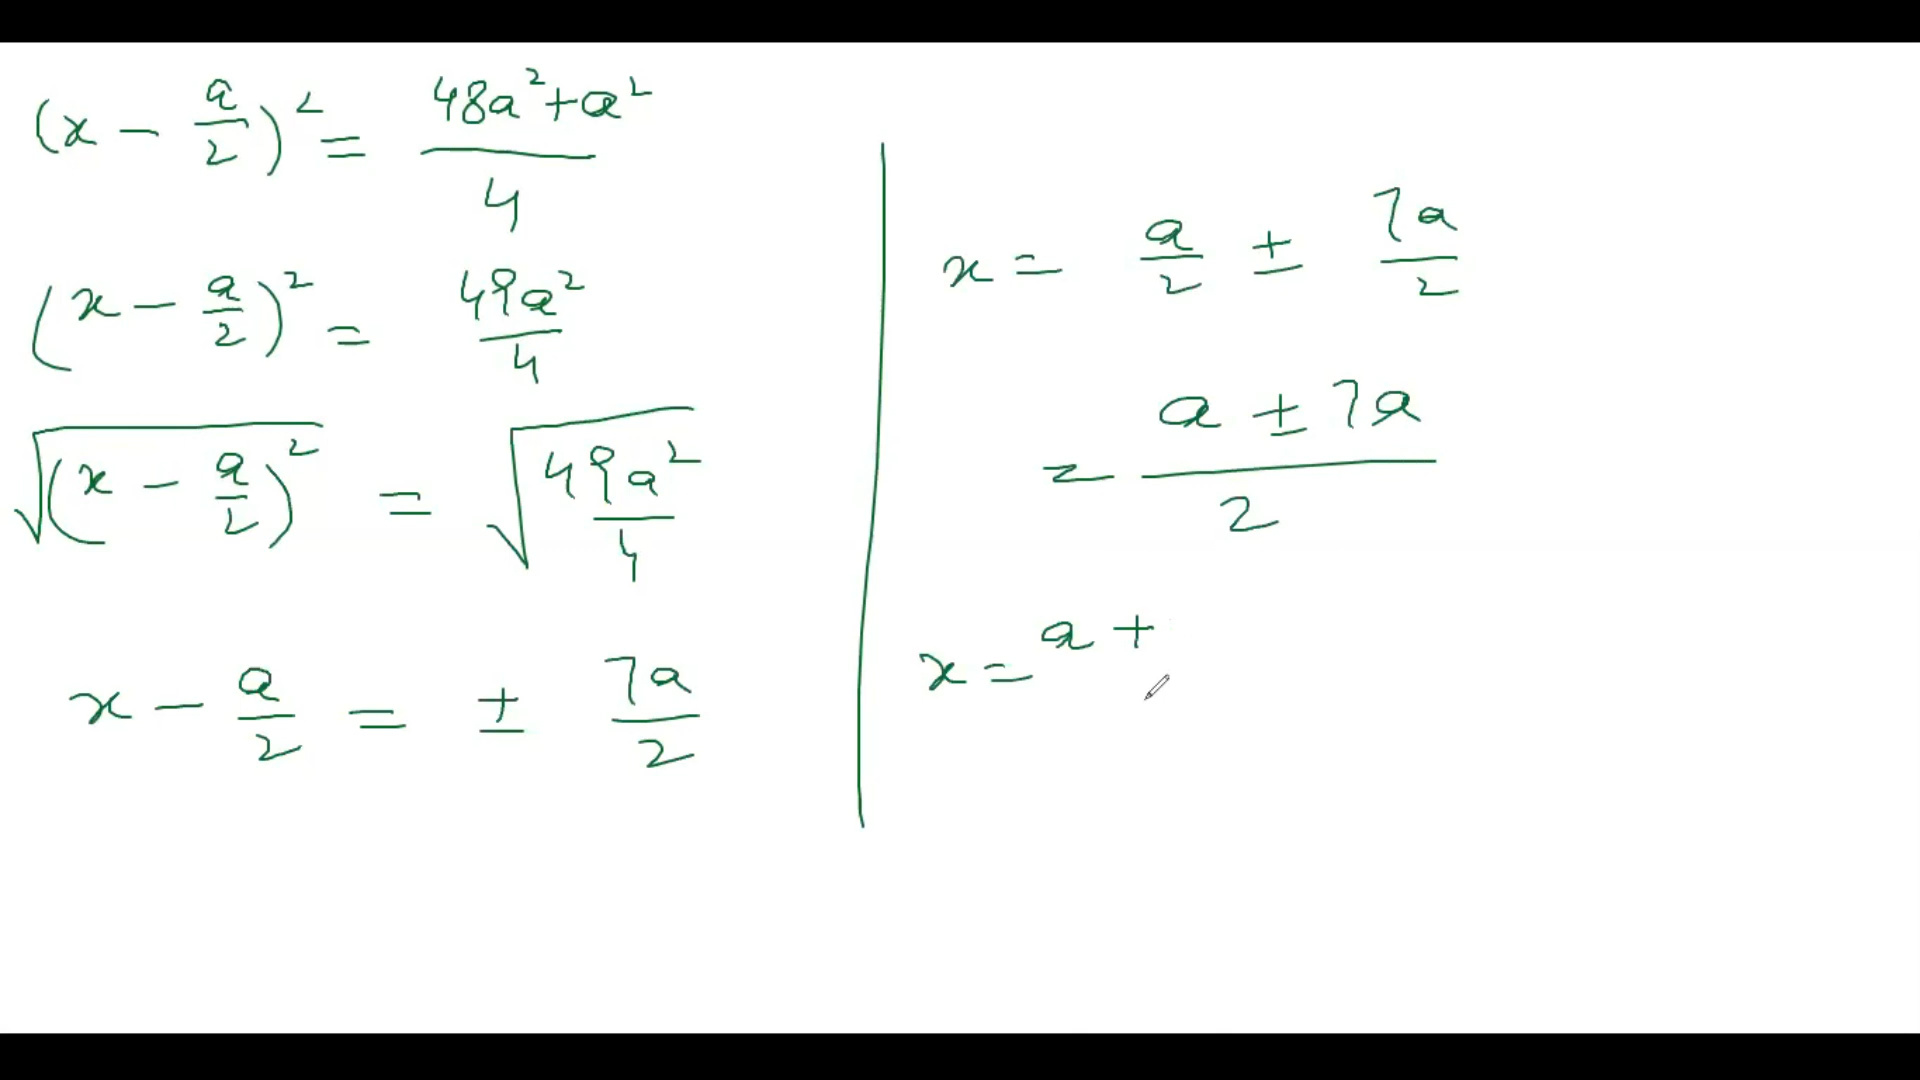 (x - a/2)² = (48a² + a²)/4
(x - a/2)² = 49a²/4
√(x - a/2)² = √(49a²/4)
x - a/2 = ± 7a/2
x = a/2 ± 7a/2
= (a ± 7a)/2
x = a +